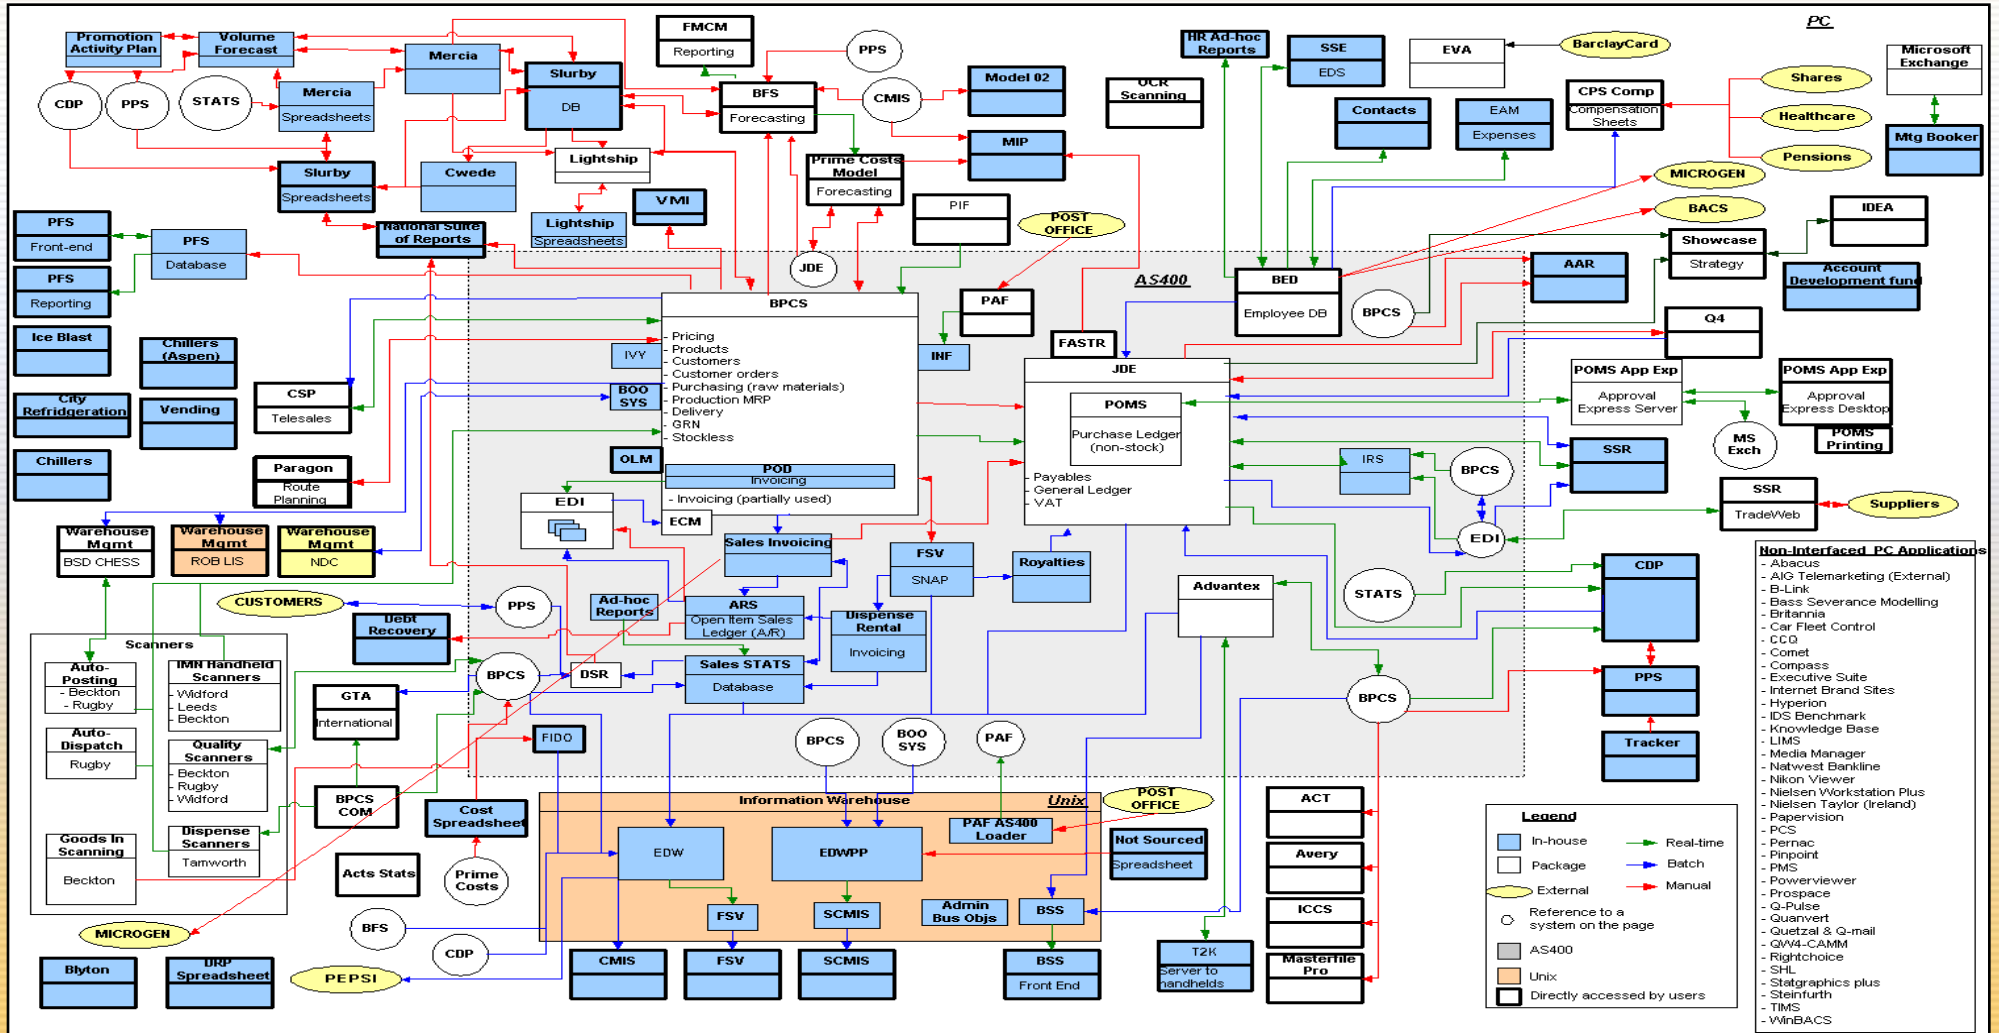 PC
Promotion
Activity Plan
Volume
Forecast
Mercia
Slurby
DB
FMCM
Reporting
PPS
BFS
Forecasting
CMIS
Model 02
OCR
Scanning
HR Ad-hoc
Reports
SSE
EDS
EVA
BarclayCard
Microsoft
Exchange
CDP
PPS
STATS
Mercia
Spreadsheets
MIP
Contacts
EAM
Expenses
CPS Comp
Compensation
Sheets
Shares
Healthcare
Pensions
Mtg Booker
Slurby
Spreadsheets
Cwede
Lightship
Lightship
Spreadsheets
VMI
Prime Costs
Model
Forecasting
PIF
POST
OFFICE
MICROGEN
BACS
IDEA
Showcase
Strategy
Account
Development fund
PFS
Front-end
PFS
Database
PFS
Reporting
National Suite
of Reports
JDE
AS400
BED
Employee DB
BPCS
AAR
Q4
Ice Blast
Chillers
(Aspen)
City
Refridgeration
Vending
Chillers
CSP
Telesales
Paragon
Route
Planning
BPCS
- Pricing
- Products
- Customers
- Customer orders
- Purchasing (raw materials)
- Production MRP
- Delivery
- GRN
- Stockless
POD
Invoicing
- Invoicing (partially used)
IVY
BOO
SYS
OLM
ECM
EDI
INF
PAF
FASTR
JDE
POMS
Purchase Ledger
(non-stock)
- Payables
- General Ledger
- VAT
POMS App Exp
Approval
Express Server
POMS App Exp
Approval
Express Desktop
POMS
Printing
MS
Exch
IRS
BPCS
EDI
SSR
SSR
TradeWeb
Suppliers
Warehouse
Mgmt
BSD CHESS
Warehouse
Mgmt
ROB LIS
Warehouse
Mgmt
NDC
Sales Invoicing
FSV
SNAP
Royalties
Advantex
STATS
CDP
CUSTOMERS
PPS
Debt
Recovery
Ad-hoc
Reports
ARS
Open Item Sales
Ledger (A/R)
Dispense
Rental
Invoicing
Sales STATS
Database
DSR
BPCS
BPCS
PPS
Tracker
Scanners
Auto-
Posting
- Beckton
- Rugby
IMN Handheld
Scanners
- Widford
- Leeds
- Beckton
Auto-
Dispatch
Rugby
Quality
Scanners
- Beckton
- Rugby
- Widford
Goods In
Scanning
Beckton
Dispense
Scanners
Tamworth
GTA
International
BPCS
COM
FIDO
Cost
Spreadsheet
Acts Stats
Prime
Costs
BPCS
BOO
SYS
PAF
Information Warehouse
Unix
EDW
EDWPP
PAF AS400
Loader
POST
OFFICE
Not Sourced
Spreadsheet
FSV
SCMIS
Admin
Bus Objs
BSS
ACT
Avery
ICCS
Masterfile
Pro
BFS
CDP
MICROGEN
PEPSI
Blyton
DRP
Spreadsheet
CMIS
FSV
SCMIS
BSS
Front End
T2K
Server to
handhelds
Legend
In-house
Package
External
Reference to a
system on the page
AS400
Unix
Directly accessed by users
Real-time
Batch
Manual
Non-Interfaced PC Applications
- Abacus
- AIG Telemarketing (External)
- B-Link
- Bass Severance Modelling
- Britannia
- Car Fleet Control
- CCQ
- Comet
- Compass
- Executive Suite
- Internet Brand Sites
- Hyperion
- IDS Benchmark
- Knowledge Base
- LIMS
- Media Manager
- Natwest Bankline
- Nikon Viewer
- Nielsen Workstation Plus
- Nielsen Taylor (Ireland)
- Papervision
- PCS
- Pernac
- Pinpoint
- PMS
- Powerviewer
- Prospace
- Q-Pulse
- Quanvert
- Quetzal & Q-mail
- QW4-CAMM
- Rightchoice
- SHL
- Statgraphics plus
- Steinfurth
- TIMS
- WinBACS